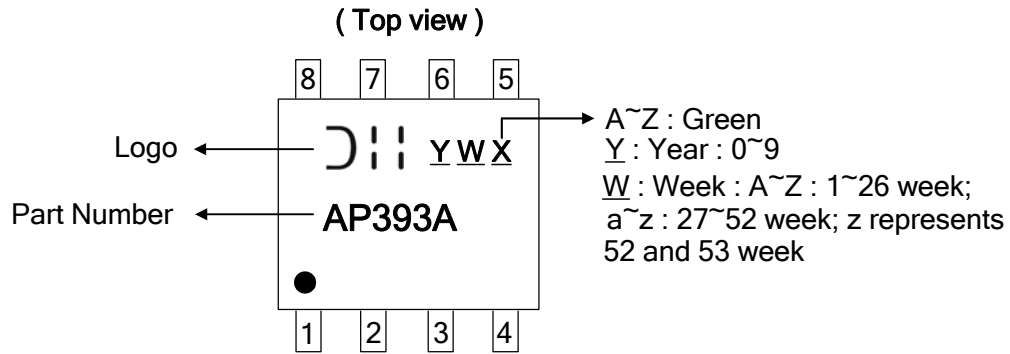 ( Top view )
8 7 6 5
Logo
Y W X
A~Z : Green
Y : Year : 0~9
W : Week : A~Z : 1~26 week;
a~z : 27~52 week; z represents
52 and 53 week
Part Number
AP393A
1 2 3 4